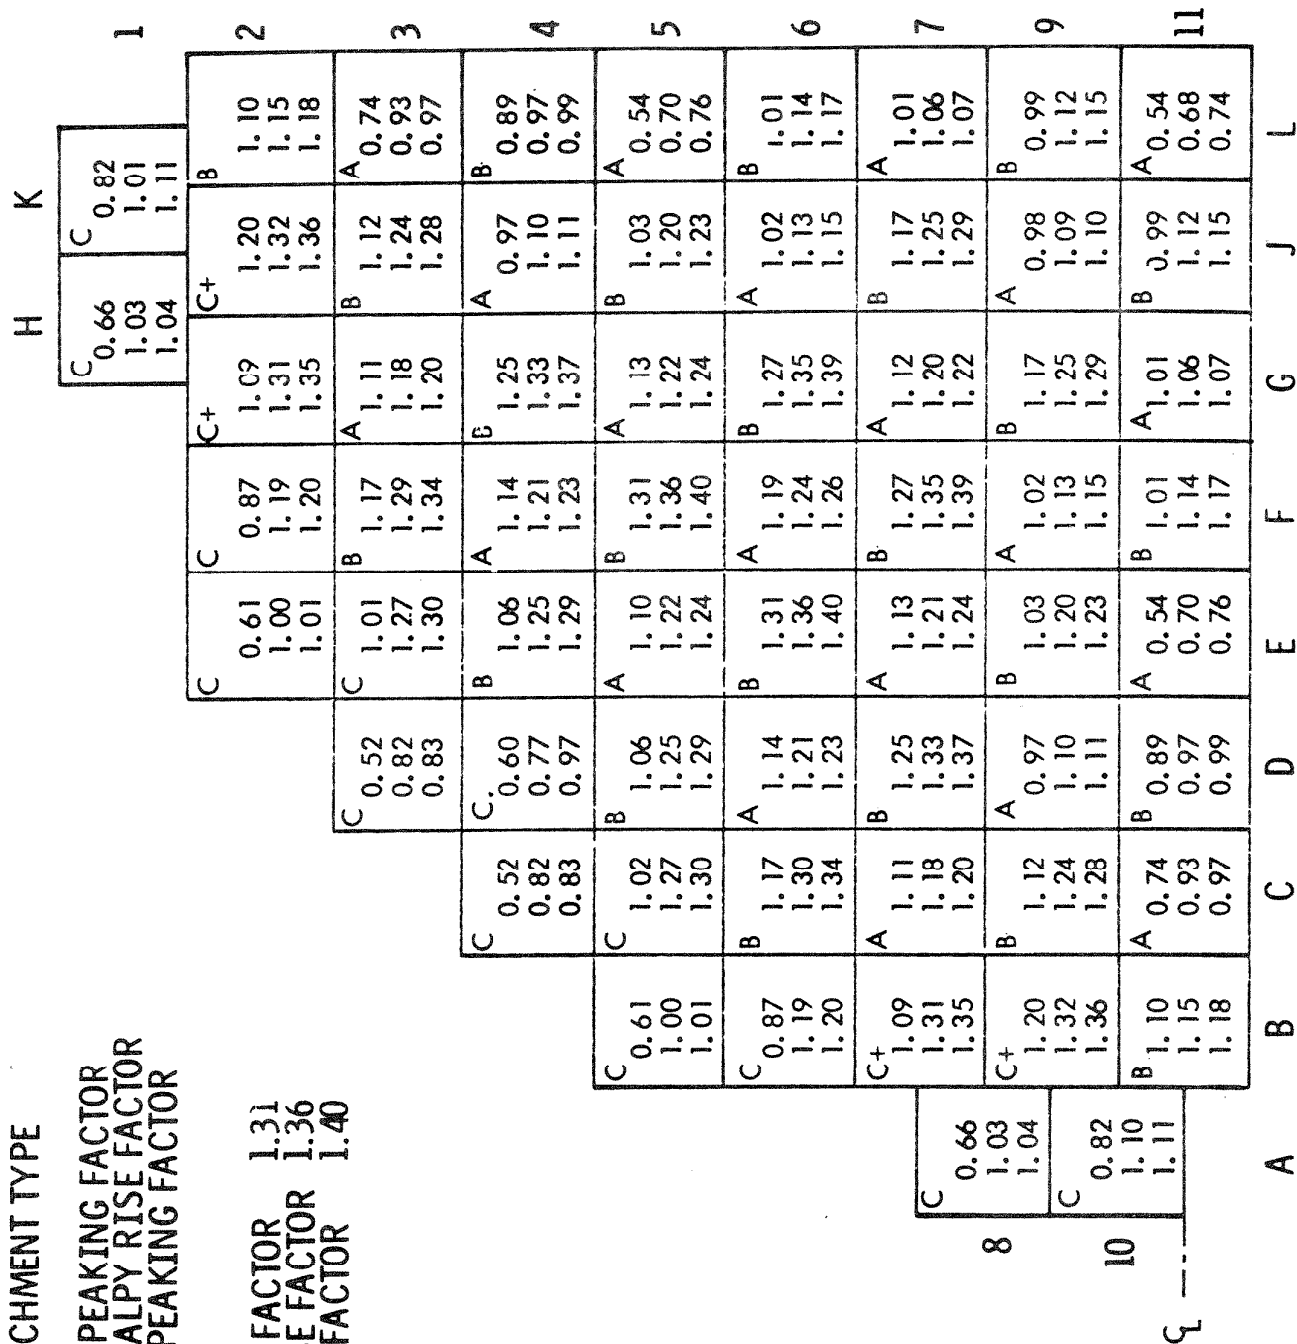 CHMENT TYPE
PEAKING FACTOR
ALPY RISE FACTOR
PEAKING FACTOR
FACTOR 1.31
E FACTOR 1.36
FACTOR 1.40
H K
C
0.66
1.03
1.04
C
0.82
1.01
1.11
1
C
0.61
1.00
1.01
C
0.87
1.19
1.20
C+
1.09
1.31
1.35
C+
1.20
1.32
1.36
B
1.10
1.15
1.18
2
C
0.52
0.82
0.83
C
1.01
1.27
1.30
B
1.17
1.29
1.34
A
1.11
1.18
1.20
B
1.12
1.24
1.28
A
0.74
0.93
0.97
3
C
0.52
0.82
0.83
C.
0.60
0.77
0.97
B
1.06
1.25
1.29
A
1.14
1.21
1.23
B
1.25
1.33
1.37
A
0.97
1.10
1.11
B
0.89
0.97
0.99
4
C
0.61
1.00
1.01
C
1.02
1.27
1.30
B
1.06
1.25
1.29
A
1.10
1.22
1.24
B
1.31
1.36
1.40
A
1.13
1.22
1.24
B
1.03
1.20
1.23
A
0.54
0.70
0.76
5
C
0.87
1.19
1.20
B
1.17
1.30
1.34
A
1.14
1.21
1.23
B
1.31
1.36
1.40
A
1.19
1.24
1.26
B
1.27
1.35
1.39
A
1.02
1.13
1.15
B
1.01
1.14
1.17
6
C+
1.09
1.31
1.35
A
1.11
1.18
1.20
B
1.25
1.33
1.37
A
1.13
1.21
1.24
B
1.27
1.35
1.39
A
1.12
1.20
1.22
B
1.17
1.25
1.29
A
1.01
1.06
1.07
7
8
C
0.66
1.03
1.04
C+
1.20
1.32
1.36
B
1.12
1.24
1.28
A
0.97
1.10
1.11
B
1.03
1.20
1.23
A
1.02
1.13
1.15
B
1.17
1.25
1.29
A
0.98
1.09
1.10
B
0.99
1.12
1.15
9
10
C
0.82
1.10
1.11
B
1.10
1.15
1.18
A
0.74
0.93
0.97
B
0.89
0.97
0.99
A
0.54
0.70
0.76
B
1.01
1.14
1.17
A
1.01
1.06
1.07
B
0.99
1.12
1.15
A
0.54
0.68
0.74
11
CL
A B C D E F G J L